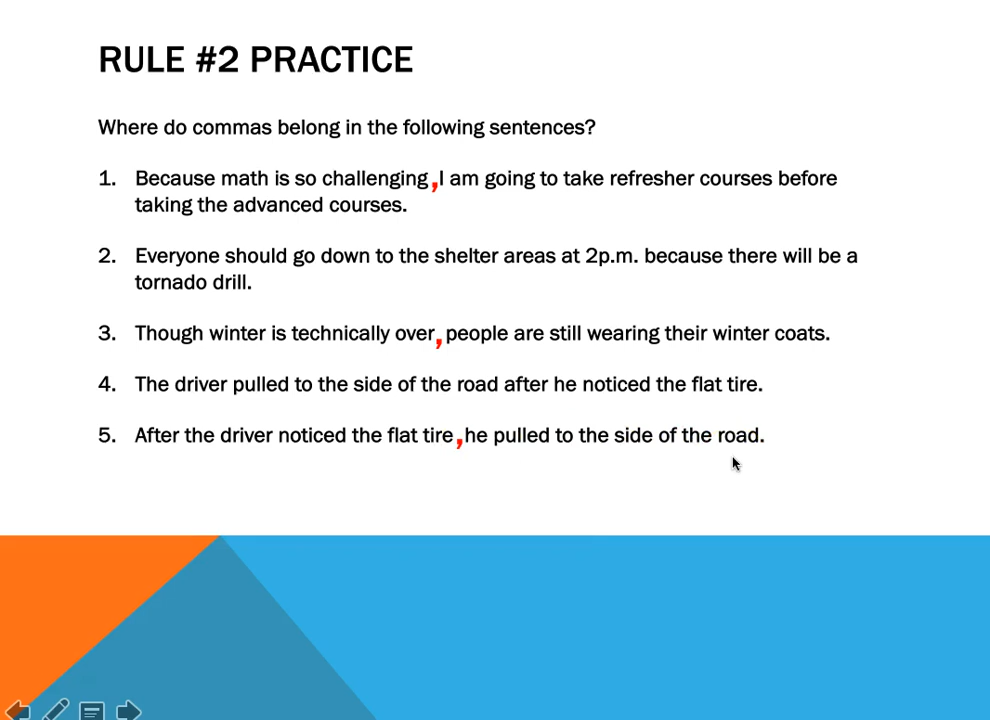 RULE #2 PRACTICE
Where do commas belong in the following sentences?
1. Because math is so challenging, I am going to take refresher courses before
taking the advanced courses.
2. Everyone should go down to the shelter areas at 2p.m. because there will be a
tornado drill.
3. Though winter is technically over, people are still wearing their winter coats.
4. The driver pulled to the side of the road after he noticed the flat tire.
5. After the driver noticed the flat tire, he pulled to the side of the road.